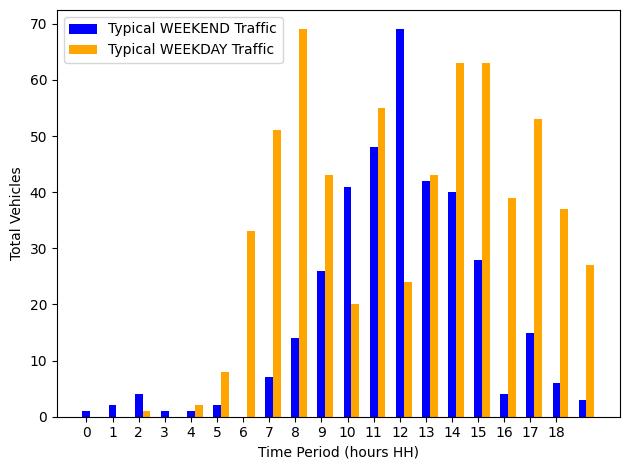 Typical WEEKEND Traffic
Typical WEEKDAY Traffic
70
60
50
40
30
20
10
0
Total Vehicles
0 1 2 3 4 5 6 7 8 9 10 11 12 13 14 15 16 17 18
Time Period (hours HH)